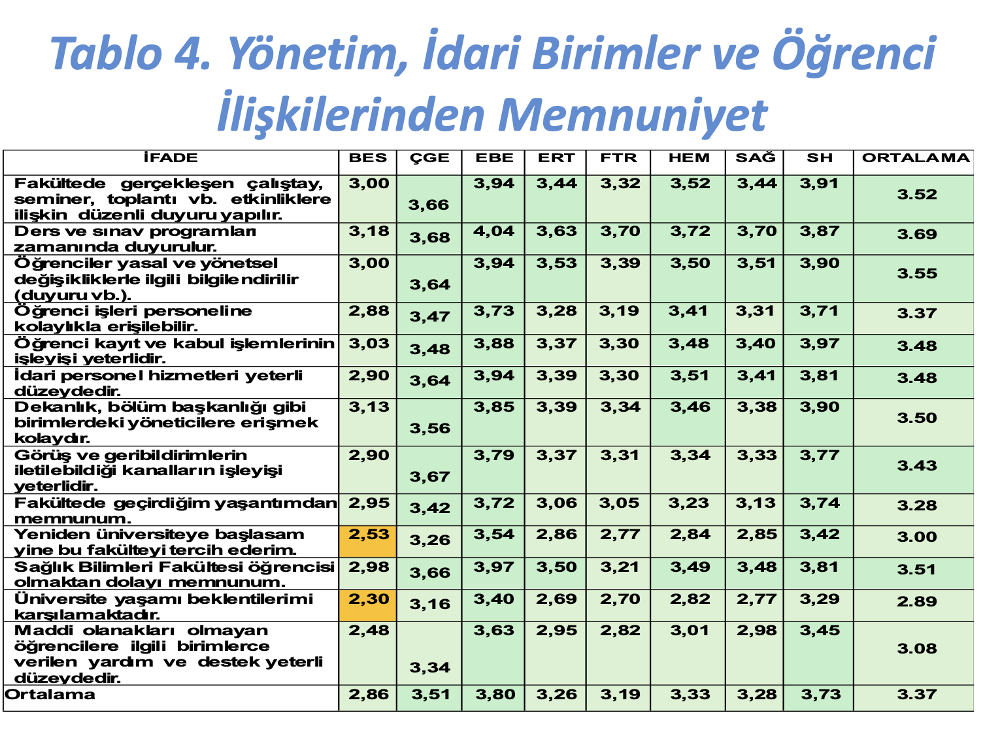 Tablo 4. Yönetim, İdari Birimler ve Öğrenci
İlişkilerinden Memnuniyet
İFADE BES ÇGE EBE ERT FTR HEM SAĞ SH ORTALAMA
Fakültede gerçekleşen çalıştay,
seminer, toplantı vb. etkinliklere
ilişkin düzenli duyuru yapılır.
3,00 3,66 3,94 3,44 3,32 3,52 3,44 3,91 3.52
Ders ve sınav programları
zamanında duyurulur.
3,18 3,68 4,04 3,63 3,70 3,72 3,70 3,87 3.69
Öğrenciler yasal ve yönetsel
değişikliklerle ilgili bilgilendirilir
(duyuru vb.).
3,00 3,64 3,94 3,53 3,39 3,50 3,51 3,90 3.55
Öğrenci işleri personeline
kolaylıkla erişilebilir.
2,88 3,47 3,73 3,28 3,19 3,41 3,31 3,71 3.37
Öğrenci kayıt ve kabul işlemlerinin
işleyişi yeterlidir.
3,03 3,48 3,88 3,37 3,30 3,48 3,40 3,97 3.48
İdari personel hizmetleri yeterli
düzeydedir.
2,90 3,64 3,94 3,39 3,30 3,51 3,41 3,81 3.48
Dekanlık, bölüm başkanlığı gibi
birimlerdeki yöneticilere erişmek
kolaydır.
3,13 3,56 3,85 3,39 3,34 3,46 3,38 3,90 3.50
Görüş ve geribildirimlerin
iletilebildiği kanalların işleyişi
yeterlidir.
2,90 3,67 3,79 3,37 3,31 3,34 3,33 3,77 3.43
Fakültede geçirdiğim yaşantımdan
memnunum.
2,95 3,42 3,72 3,06 3,05 3,23 3,13 3,74 3.28
Yeniden üniversiteye başlasam
yine bu fakülteyi tercih ederim.
2,53 3,26 3,54 2,86 2,77 2,84 2,85 3,42 3.00
Sağlık Bilimleri Fakültesi öğrencisi
olmaktan dolayı memnunum.
2,98 3,66 3,97 3,50 3,21 3,49 3,48 3,81 3.51
Üniversite yaşamı beklentilerimi
karşılamaktadır.
2,30 3,16 3,40 2,69 2,70 2,82 2,77 3,29 2.89
Maddi olanakları olmayan
öğrencilere ilgili birimlerce
verilen yardım ve destek yeterli
düzeydedir.
2,48 3,34 3,63 2,95 2,82 3,01 2,98 3,45 3.08
Ortalama 2,86 3,51 3,80 3,26 3,19 3,33 3,28 3,73 3.37